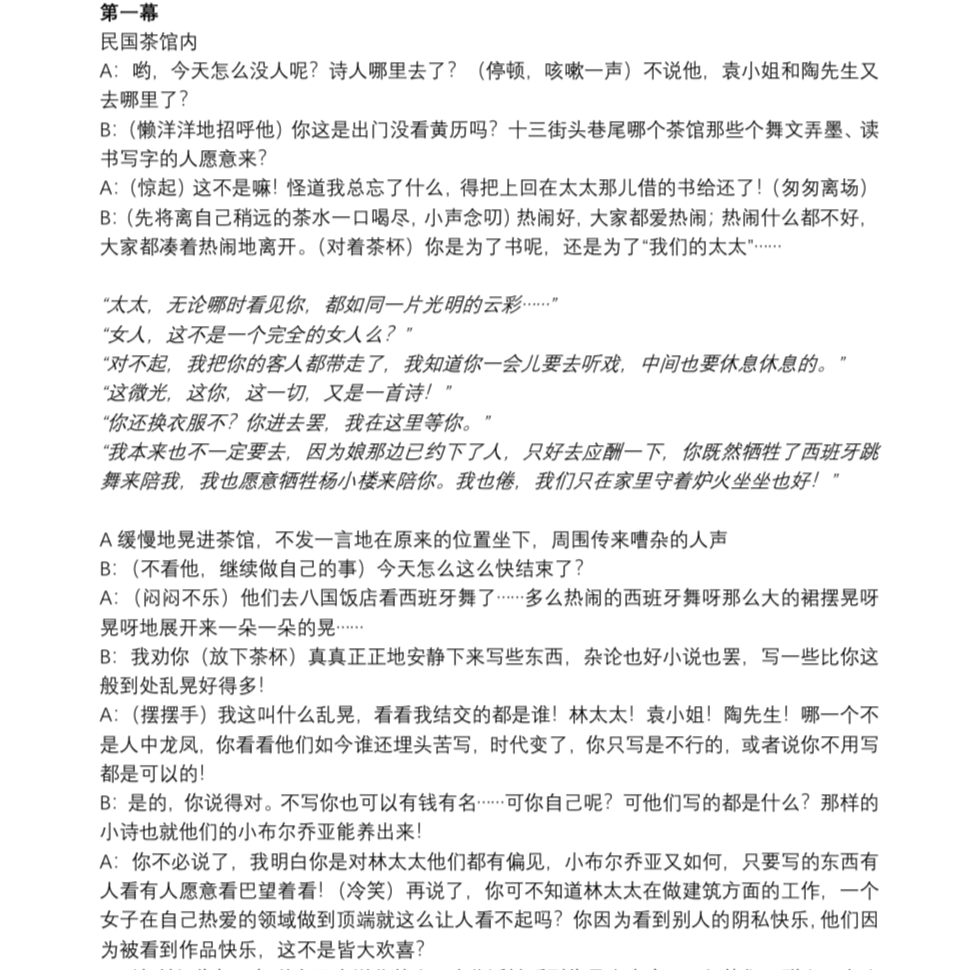 第一幕
民国茶馆内
A：哟，今天怎么没人呢？诗人哪里去了？（停顿，咳嗽一声）不说他，袁小姐和陶先生又
去哪里了？
B：（懒洋洋地招呼他）你这是出门没看黄历吗？十三街头巷尾哪个茶馆那些个舞文弄墨、读
书写字的人愿意来？
A：（惊起）这不是嘛！怪道我总忘了什么，得把上回在太太那儿借的书给还了！（匆匆离场）
B：（先将离自己稍远的茶水一口喝尽，小声念叨）热闹好，大家都爱热闹；热闹什么都不好，
大家都凑着热闹地离开。（对着茶杯）你是为了书呢，还是为了“我们的太太”……
“太太，无论哪时看见你，都如同一片光明的云彩……”
“女人，这不是一个完全的女人么？”
“对不起，我把你的客人都带走了，我知道你一会儿要去听戏，中间也要休息休息的。”
“这微光，这你，这一切，又是一首诗！”
“你还换衣服不？你进去罢，我在这里等你。”
“我本来也不一定要去，因为娘那边已约下了人，只好去应酬一下，你既然牺牲了西班牙跳
舞来陪我，我也愿意牺牲杨小楼来陪你。我也倦，我们只在家里守着炉火坐坐也好！”
A 缓慢地晃进茶馆，不发一言地在原来的位置坐下，周围传来嘈杂的人声
B：（不看他，继续做自己的事）今天怎么这么快结束了？
A：（闷闷不乐）他们去八国饭店看西班牙舞了……多么热闹的西班牙舞呀那么大的裙摆晃呀
晃呀地展开来一朵一朵的晃……
B：我劝你（放下茶杯）真真正正地安静下来写些东西，杂论也好小说也罢，写一些比你这
般到处乱晃好得多！
A：（摆摆手）我这叫什么乱晃，看看我结交的都是谁！林太太！袁小姐！陶先生！哪一个不
是人中龙凤，你看看他们如今谁还埋头苦写，时代变了，你只写是不行的，或者说你不用写
都是可以的！
B：是的，你说得对。不写你也可以有钱有名……可你自己呢？可他们写的都是什么？那样的
小诗也就他们的小布尔乔亚能养出来！
A：你不必说了，我明白你是对林太太他们都有偏见，小布尔乔亚又如何，只要写的东西有
人看有人愿意看巴望着看！（冷笑）再说了，你可不知道林太太在做建筑方面的工作，一个
女子在自己热爱的领域做到顶端就这么让人看不起吗？你因为看到别人的阴私快乐，他们因
为被看到作品快乐，这不是皆大欢喜？